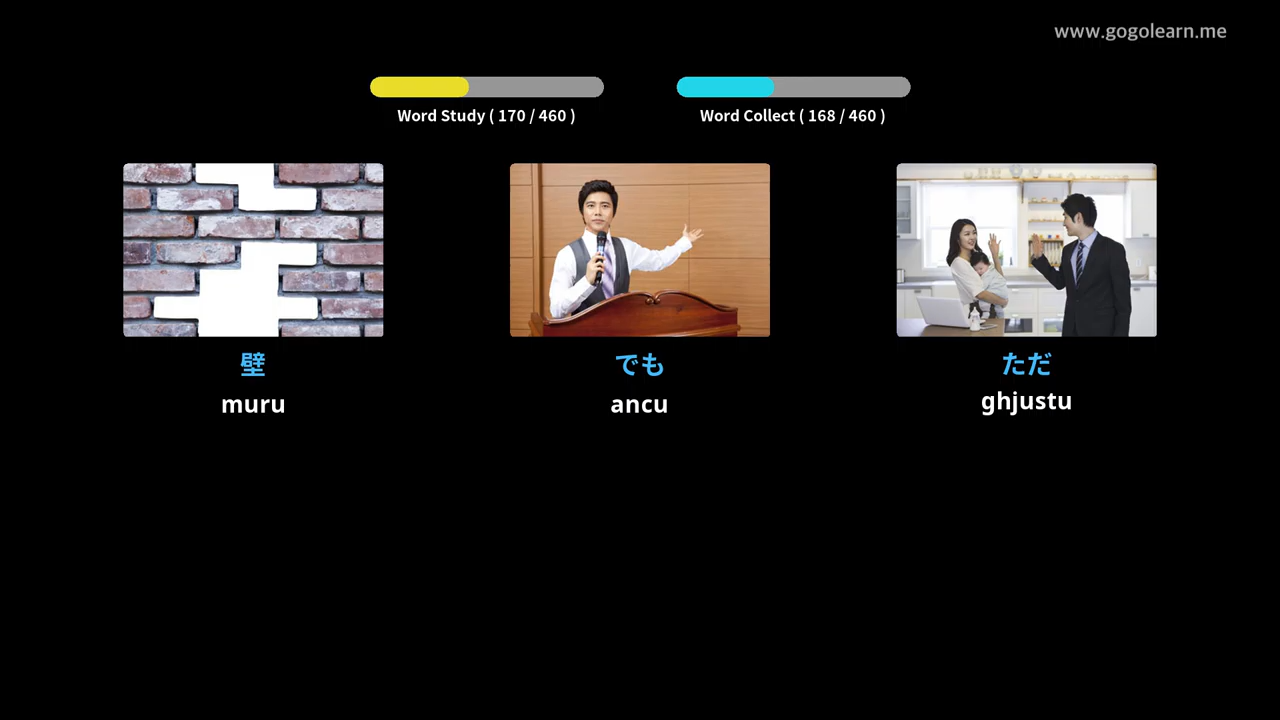 www.gogolearn.me
Word Study ( 170 / 460 )
Word Collect ( 168 / 460 )
壁
でも
ただ
muru
ancu
ghjustu